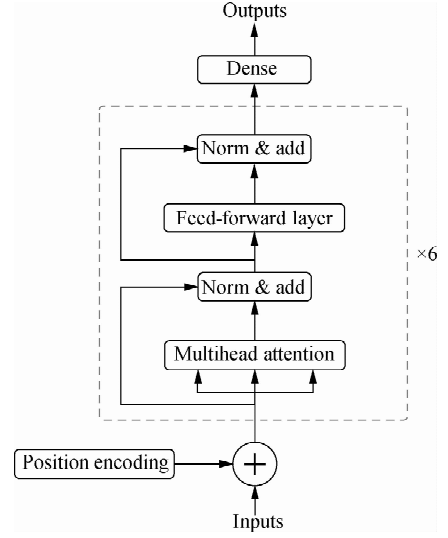 Outputs
Dense
Norm & add
Feed-forward layer
×6
Norm & add
Multihead attention
Position encoding
+
Inputs